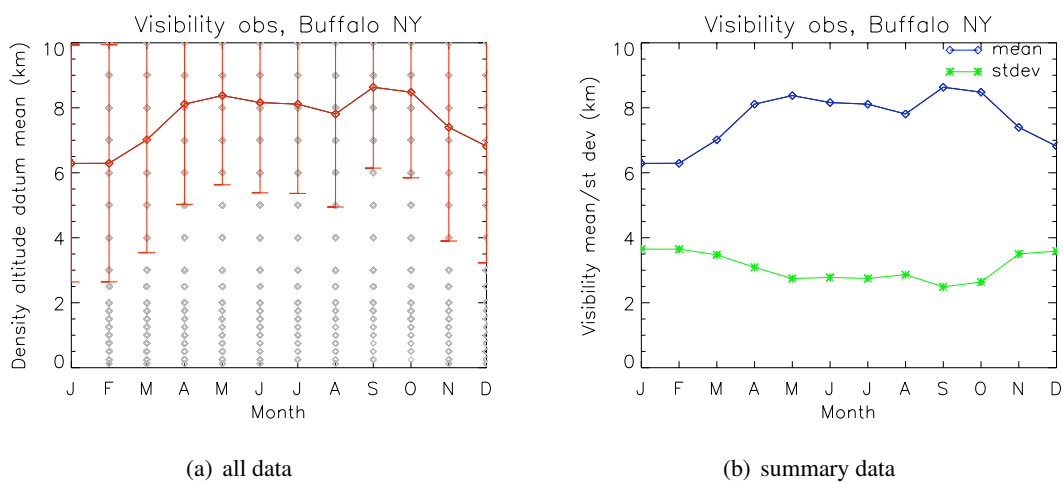 Visibility obs, Buffalo NY
Density altitude datum mean (km)
10
8
6
4
2
0
J F M A M J J A S O N D
Month
(a) all data
Visibility obs, Buffalo NY
mean
stdev
Visibility mean/st dev (km)
10
8
6
4
2
0
J F M A M J J A S O N D
Month
(b) summary data